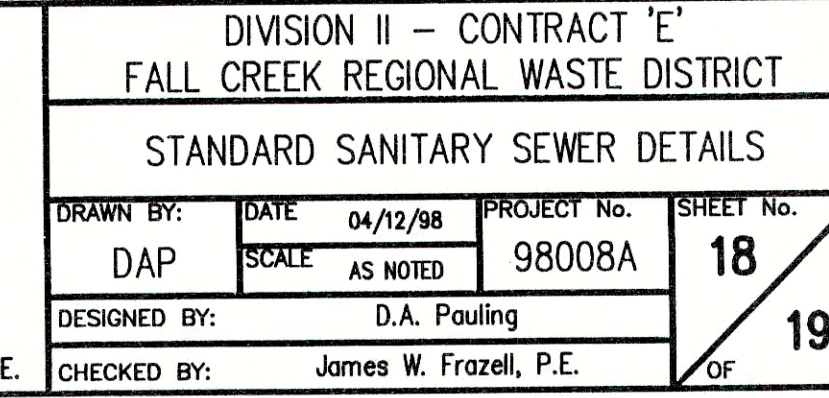 DIVISION II – CONTRACT 'E'
FALL CREEK REGIONAL WASTE DISTRICT
STANDARD SANITARY SEWER DETAILS
DRAWN BY:
DAP
DATE 04/12/98
SCALE AS NOTED
PROJECT No.
98008A
SHEET No.
18
OF
19
DESIGNED BY: D.A. Pauling
E.
CHECKED BY: James W. Frazell, P.E.